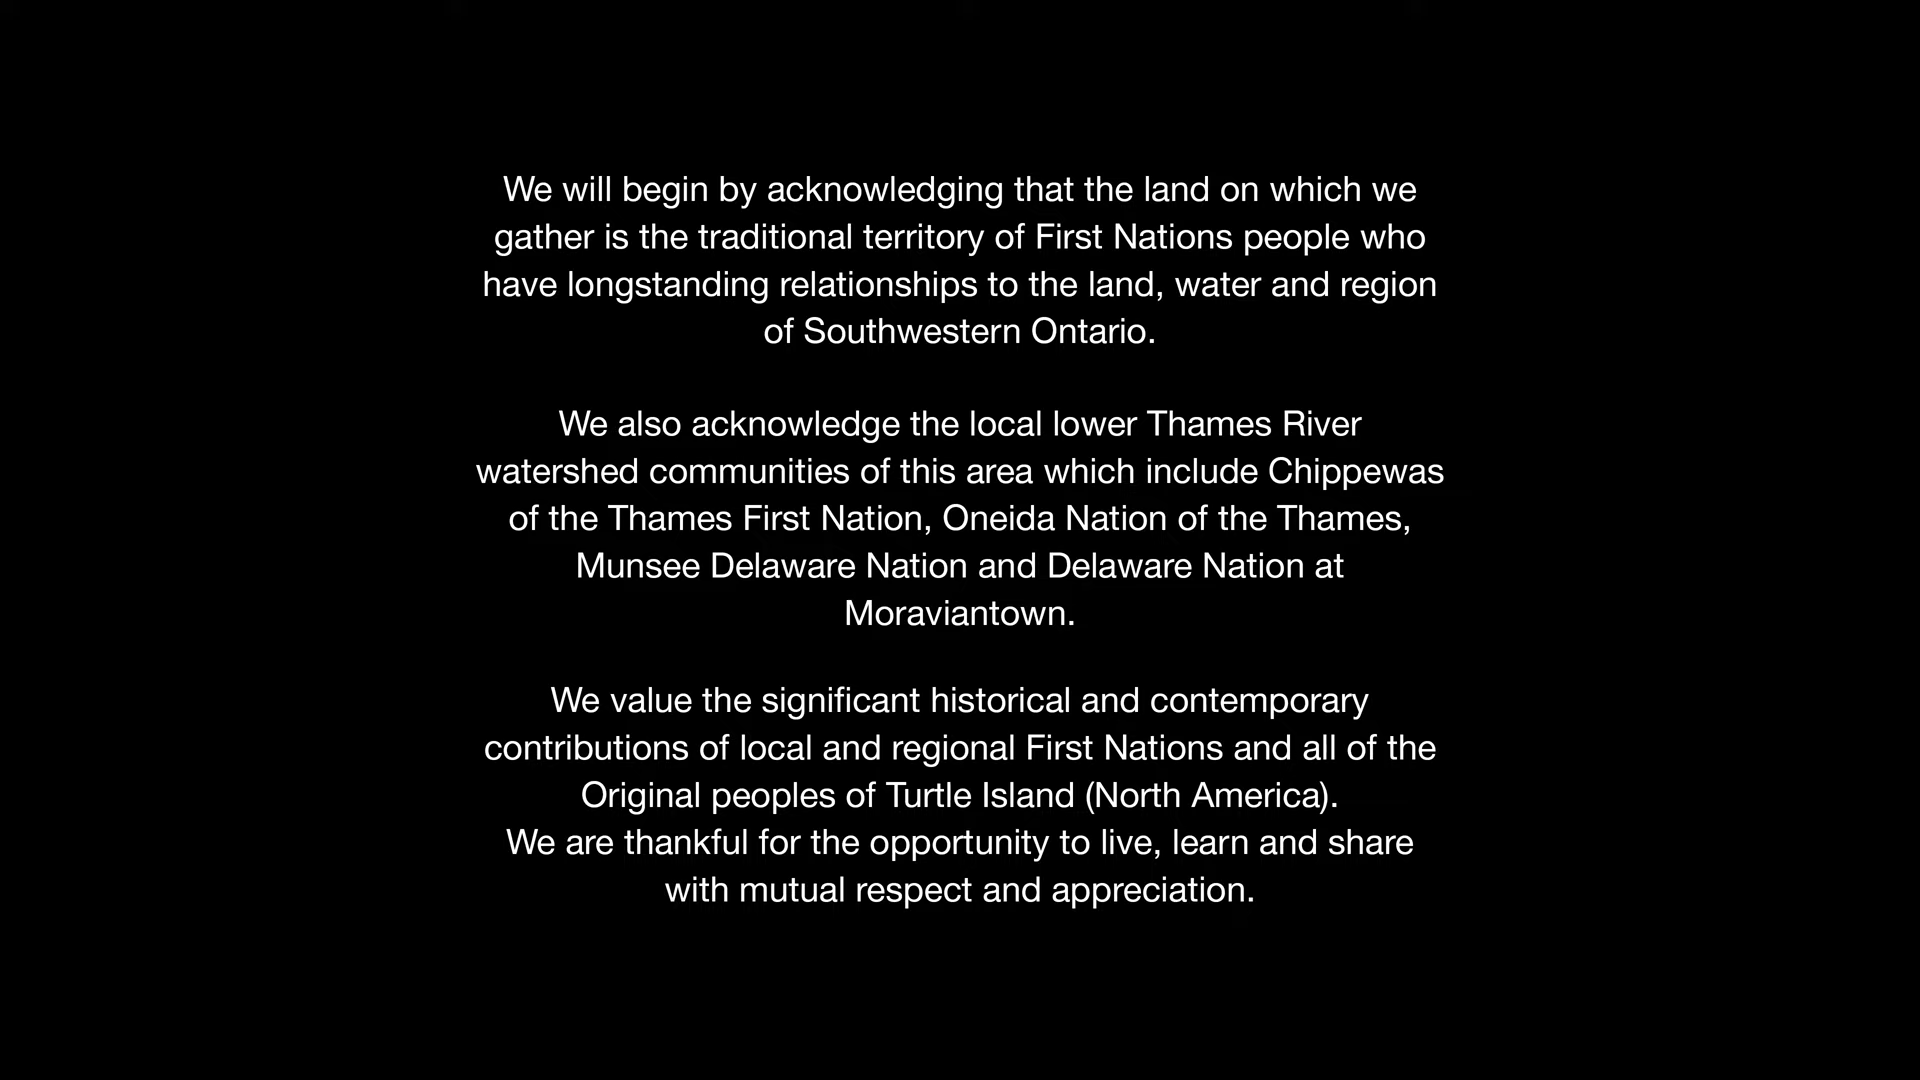 We will begin by acknowledging that the land on which we
gather is the traditional territory of First Nations people who
have longstanding relationships to the land, water and region
of Southwestern Ontario.
We also acknowledge the local lower Thames River
watershed communities of this area which include Chippewas
of the Thames First Nation, Oneida Nation of the Thames,
Munsee Delaware Nation and Delaware Nation at
Moraviantown.
We value the significant historical and contemporary
contributions of local and regional First Nations and all of the
Original peoples of Turtle Island (North America).
We are thankful for the opportunity to live, learn and share
with mutual respect and appreciation.